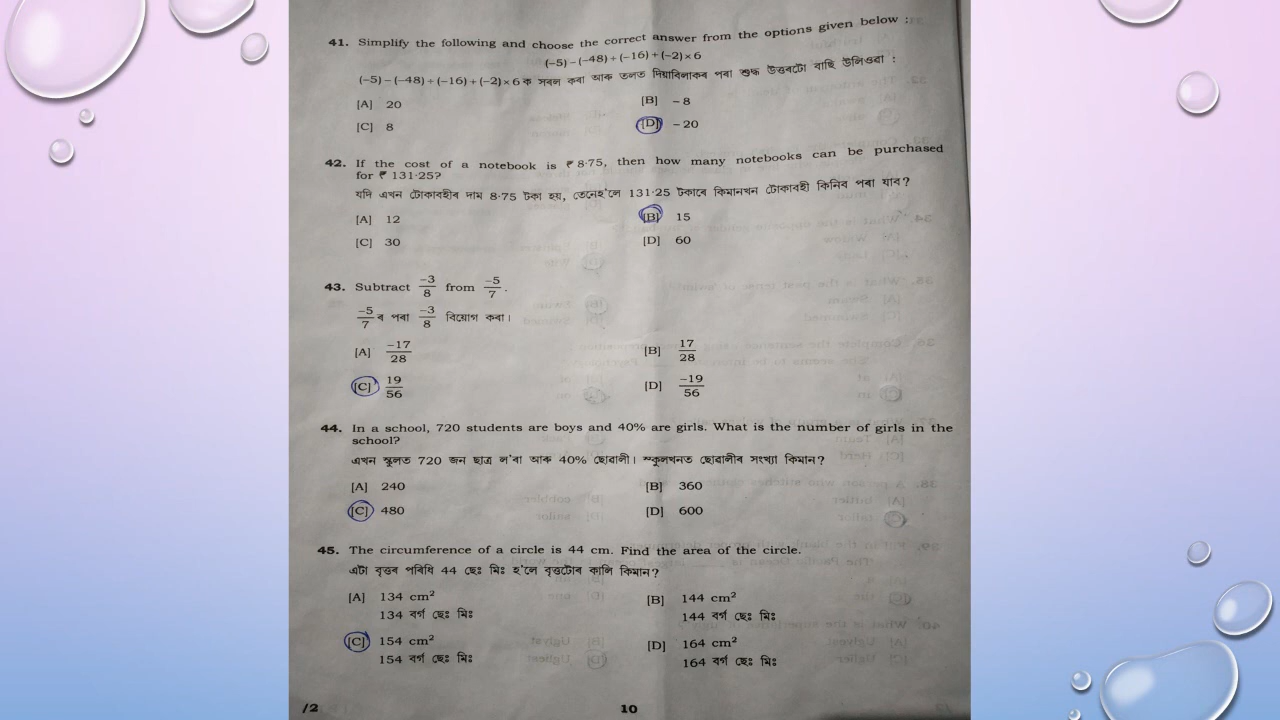 41. Simplify the following and choose the correct answer from the options given below :
(–5) – (–48) ÷ (–16) + (–2) × 6
(–5) – (–48) ÷ (–16) + (–2) × 6 ক সৰল কৰা আৰু তলত দিয়াবিলাকৰ পৰা শুদ্ধ উত্তৰটো বাছি উলিওৱা :
[A] 20 [B] – 8
[C] 8 [D] – 20
42. If the cost of a notebook is ₹ 8·75, then how many notebooks can be purchased
for ₹ 131·25?
যদি এখন টোকাবহীৰ দাম 8·75 টকা হয়, তেনেহ'লে 131·25 টকাৰে কিমানখন টোকাবহী কিনিব পৰা যাব?
[A] 12 [B] 15
[C] 30 [D] 60
43. Subtract –3/8 from –5/7.
–5/7 ৰ পৰা –3/8 বিয়োগ কৰা।
[A] –17/28 [B] 17/28
[C] 19/56 [D] –19/56
44. In a school, 720 students are boys and 40% are girls. What is the number of girls in the
school?
এখন স্কুলত 720 জন ছাত্ৰ ল'ৰা আৰু 40% ছোৱালী। স্কুলখনত ছোৱালীৰ সংখ্যা কিমান?
[A] 240 [B] 360
[C] 480 [D] 600
45. The circumference of a circle is 44 cm. Find the area of the circle.
এটা বৃত্তৰ পৰিধি 44 ছেঃ মিঃ হ'লে বৃত্তটোৰ কালি কিমান?
[A] 134 cm² [B] 144 cm²
134 বৰ্গ ছেঃ মিঃ 144 বৰ্গ ছেঃ মিঃ
[C] 154 cm² [D] 164 cm²
154 বৰ্গ ছেঃ মিঃ 164 বৰ্গ ছেঃ মিঃ
/2 10